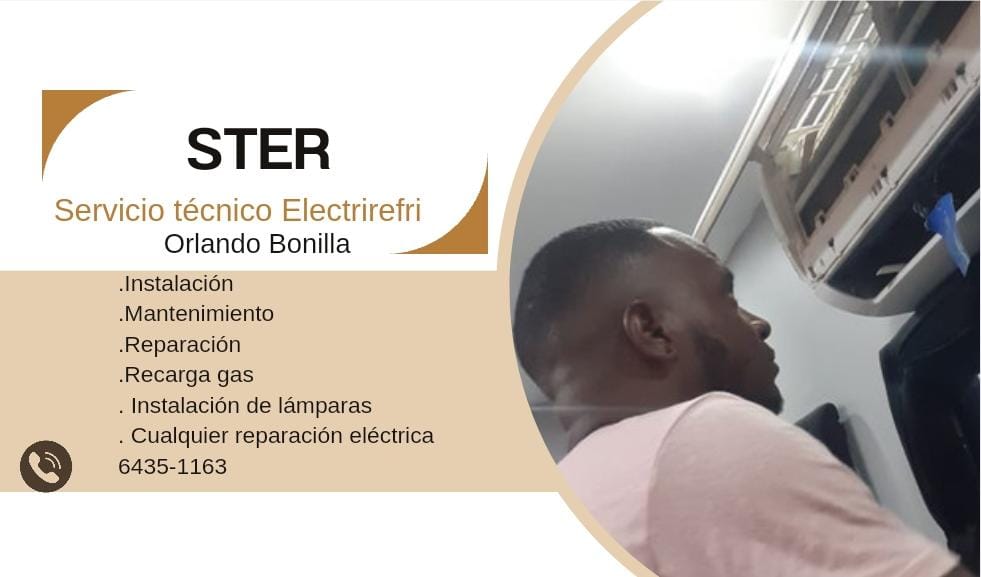 STER
Servicio técnico Electrirefri
Orlando Bonilla
.Instalación
.Mantenimiento
.Reparación
.Recarga gas
. Instalación de lámparas
. Cualquier reparación eléctrica
6435-1163